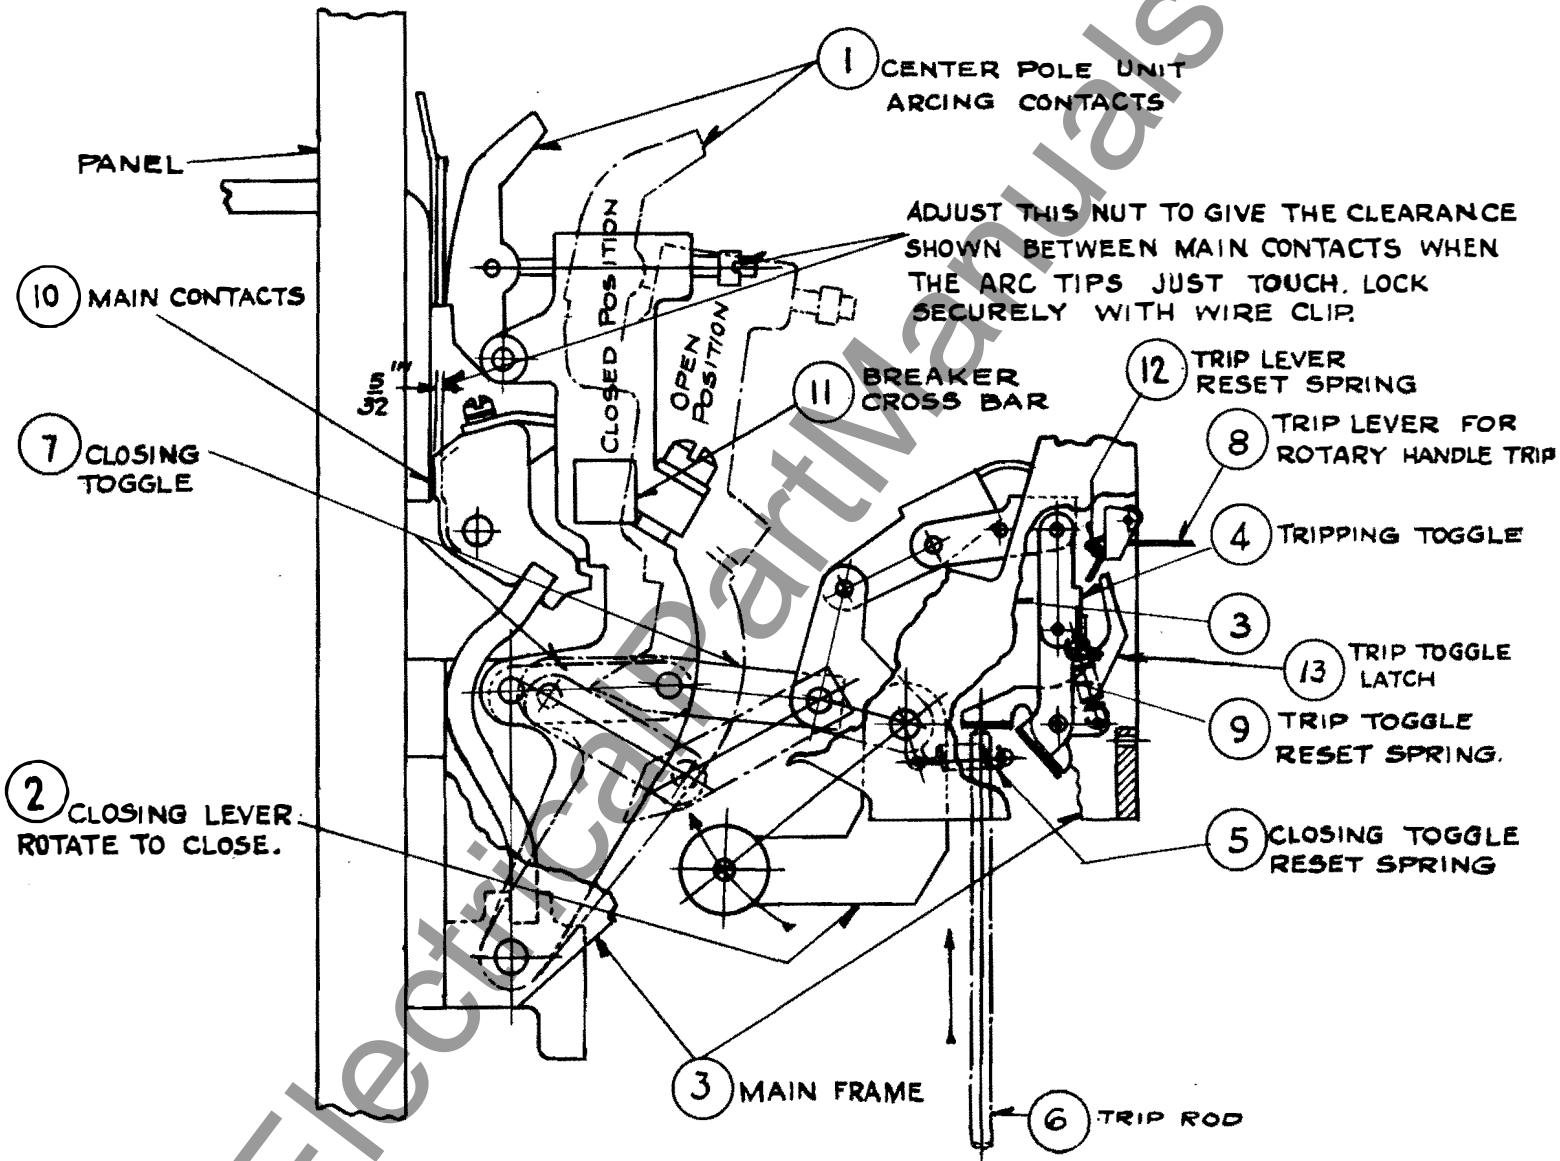 1 CENTER POLE UNIT
ARCING CONTACTS
PANEL
ADJUST THIS NUT TO GIVE THE CLEARANCE
SHOWN BETWEEN MAIN CONTACTS WHEN
THE ARC TIPS JUST TOUCH. LOCK
SECURELY WITH WIRE CLIP.
10 MAIN CONTACTS
CLOSED POSITION
OPEN
POSITION
12 TRIP LEVER
RESET SPRING
11 BREAKER
CROSS BAR
8 TRIP LEVER FOR
ROTARY HANDLE TRIP
7 CLOSING
TOGGLE
4 TRIPPING TOGGLE
3
13 TRIP TOGGLE
LATCH
9 TRIP TOGGLE
RESET SPRING.
2 CLOSING LEVER
ROTATE TO CLOSE.
5 CLOSING TOGGLE
RESET SPRING
3 MAIN FRAME
6 TRIP ROD
ElectricalPartManuals